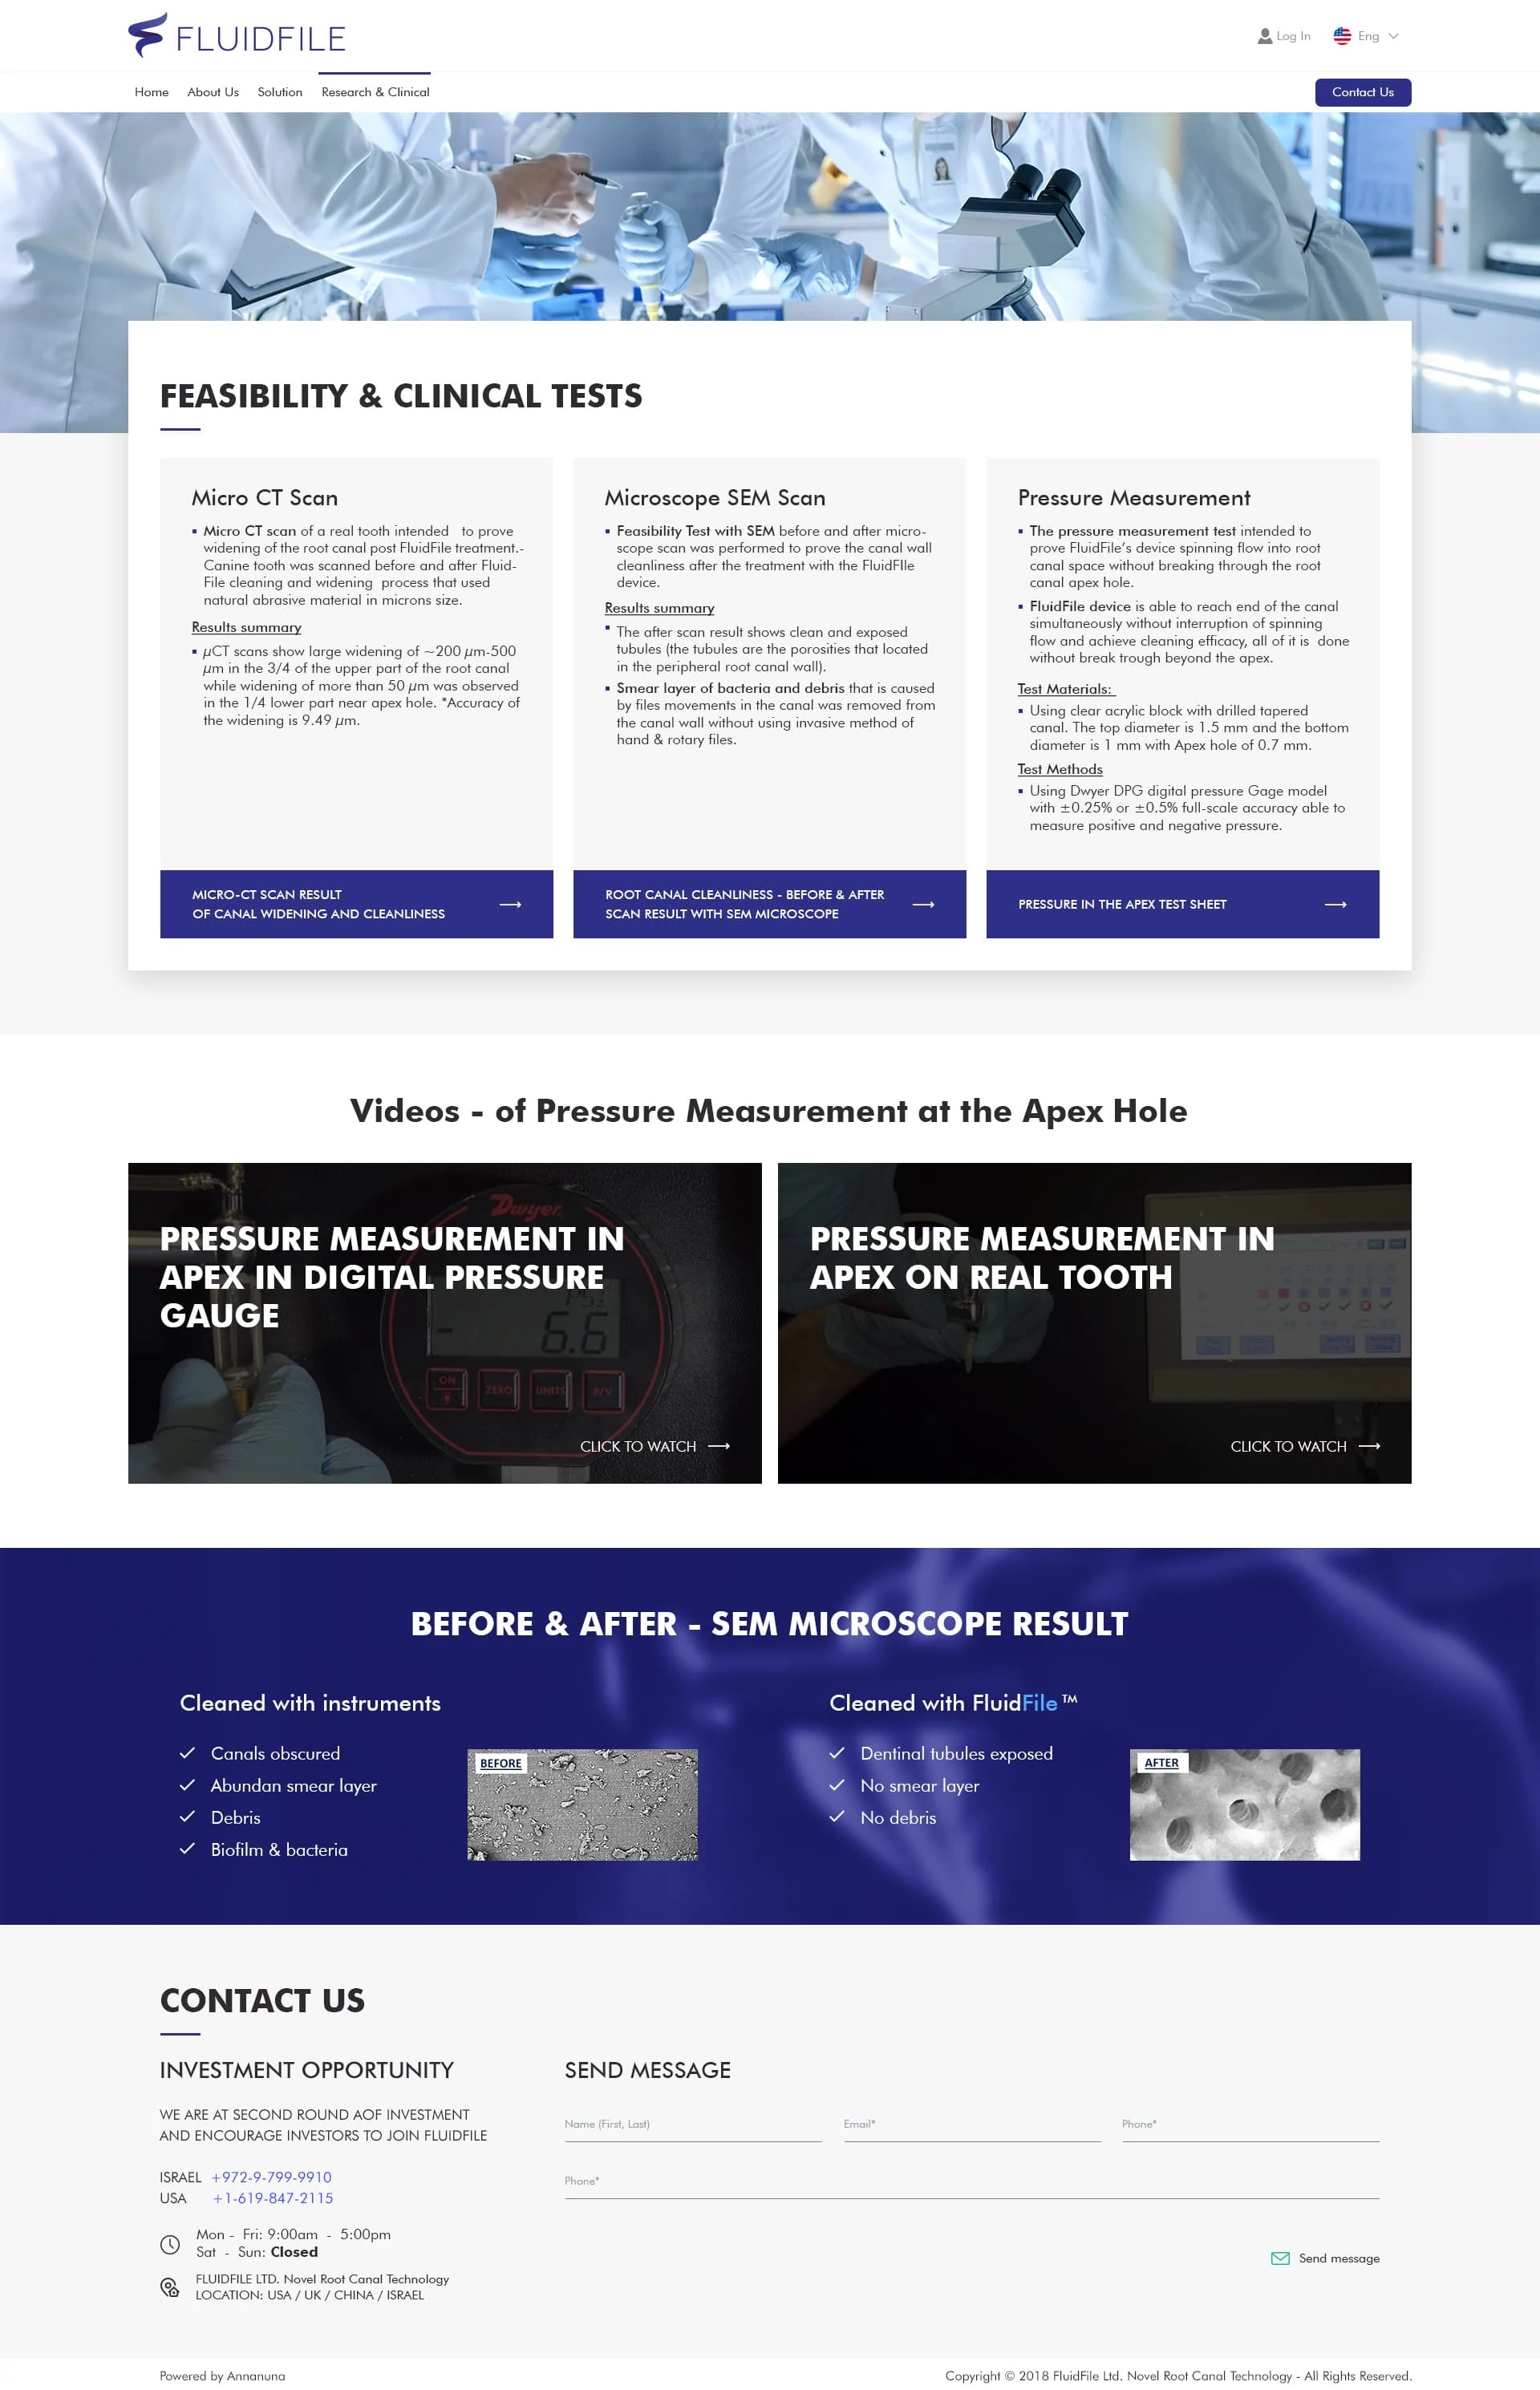 FLUIDFILE
Log In
Eng
Home
About Us
Solution
Research & Clinical
Contact Us
FEASIBILITY & CLINICAL TESTS
Micro CT Scan
Micro CT scan of a real tooth intended to prove
widening of the root canal post FluidFile treatment.-
Canine tooth was scanned before and after Fluid-
File cleaning and widening process that used
natural abrasive material in microns size.
Results summary
µCT scans show large widening of ~200 µm-500
µm in the 3/4 of the upper part of the root canal
while widening of more than 50 µm was observed
in the 1/4 lower part near apex hole. *Accuracy of
the widening is 9.49 µm.
MICRO-CT SCAN RESULT
OF CANAL WIDENING AND CLEANLINESS
Microscope SEM Scan
Feasibility Test with SEM before and after micro-
scope scan was performed to prove the canal wall
cleanliness after the treatment with the FluidFIle
device.
Results summary
The after scan result shows clean and exposed
tubules (the tubules are the porosities that located
in the peripheral root canal wall).
Smear layer of bacteria and debris that is caused
by files movements in the canal was removed from
the canal wall without using invasive method of
hand & rotary files.
ROOT CANAL CLEANLINESS - BEFORE & AFTER
SCAN RESULT WITH SEM MICROSCOPE
Pressure Measurement
The pressure measurement test intended to
prove FluidFile’s device spinning flow into root
canal space without breaking through the root
canal apex hole.
FluidFile device is able to reach end of the canal
simultaneously without interruption of spinning
flow and achieve cleaning efficacy, all of it is done
without break trough beyond the apex.
Test Materials:
Using clear acrylic block with drilled tapered
canal. The top diameter is 1.5 mm and the bottom
diameter is 1 mm with Apex hole of 0.7 mm.
Test Methods
Using Dwyer DPG digital pressure Gage model
with ±0.25% or ±0.5% full-scale accuracy able to
measure positive and negative pressure.
PRESSURE IN THE APEX TEST SHEET
Videos - of Pressure Measurement at the Apex Hole
Dwyer
PRESSURE MEASUREMENT IN
APEX IN DIGITAL PRESSURE
GAUGE
-6.6
ON
ZERO
UNITS
P/V
CLICK TO WATCH
PRESSURE MEASUREMENT IN
APEX ON REAL TOOTH
CLICK TO WATCH
BEFORE & AFTER - SEM MICROSCOPE RESULT
Cleaned with instruments
Canals obscured
Abundan smear layer
Debris
Biofilm & bacteria
BEFORE
Cleaned with FluidFile™
Dentinal tubules exposed
No smear layer
No debris
AFTER
CONTACT US
INVESTMENT OPPORTUNITY
WE ARE AT SECOND ROUND AOF INVESTMENT
AND ENCOURAGE INVESTORS TO JOIN FLUIDFILE
ISRAEL +972-9-799-9910
USA +1-619-847-2115
Mon - Fri: 9:00am - 5:00pm
Sat - Sun: Closed
FLUIDFILE LTD. Novel Root Canal Technology
LOCATION: USA / UK / CHINA / ISRAEL
SEND MESSAGE
Name (First, Last)
Email*
Phone*
Phone*
Send message
Powered by Annanuna
Copyright © 2018 FluidFile Ltd. Novel Root Canal Technology - All Rights Reserved.